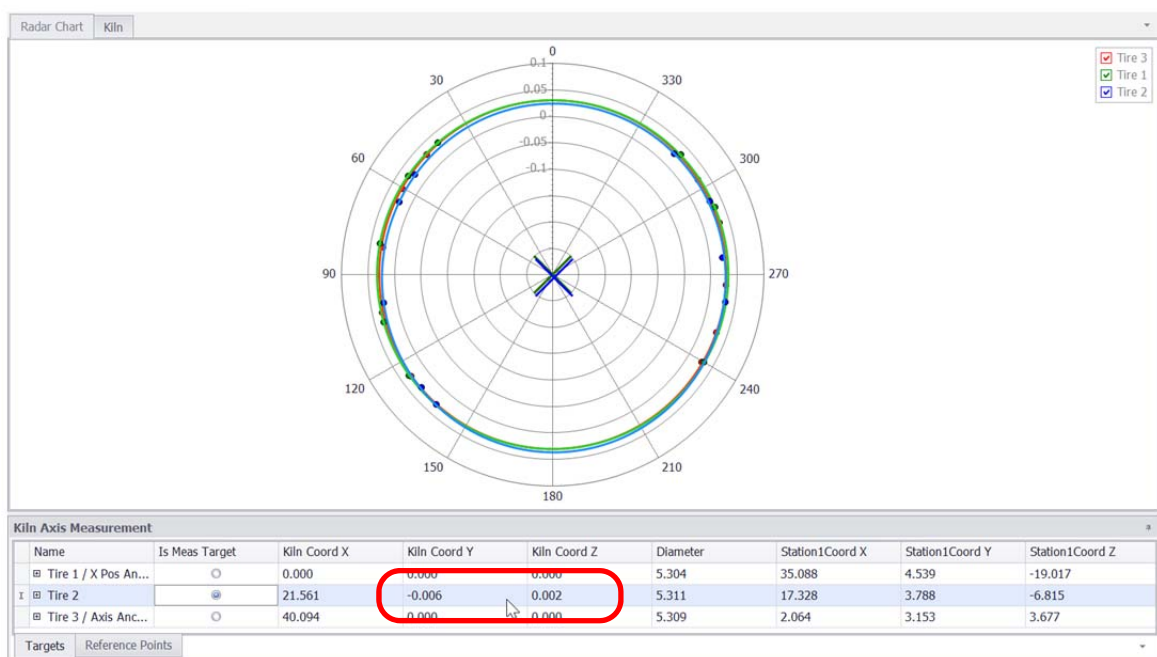 Radar Chart Kiln
0
0.1
0.05
0
-0.05
-0.1
30
330
60
300
90
270
120
240
150
210
180
Tire 3
Tire 1
Tire 2
Kiln Axis Measurement
Name Is Meas Target Kiln Coord X Kiln Coord Y Kiln Coord Z Diameter Station1Coord X Station1Coord Y Station1Coord Z
Tire 1 / X Pos An... 0.000 0.000 0.000 5.304 35.088 4.539 -19.017
Tire 2 21.561 -0.006 0.002 5.311 17.328 3.788 -6.815
Tire 3 / Axis Anc... 40.094 0.000 0.000 5.309 2.064 3.153 3.677
Targets Reference Points